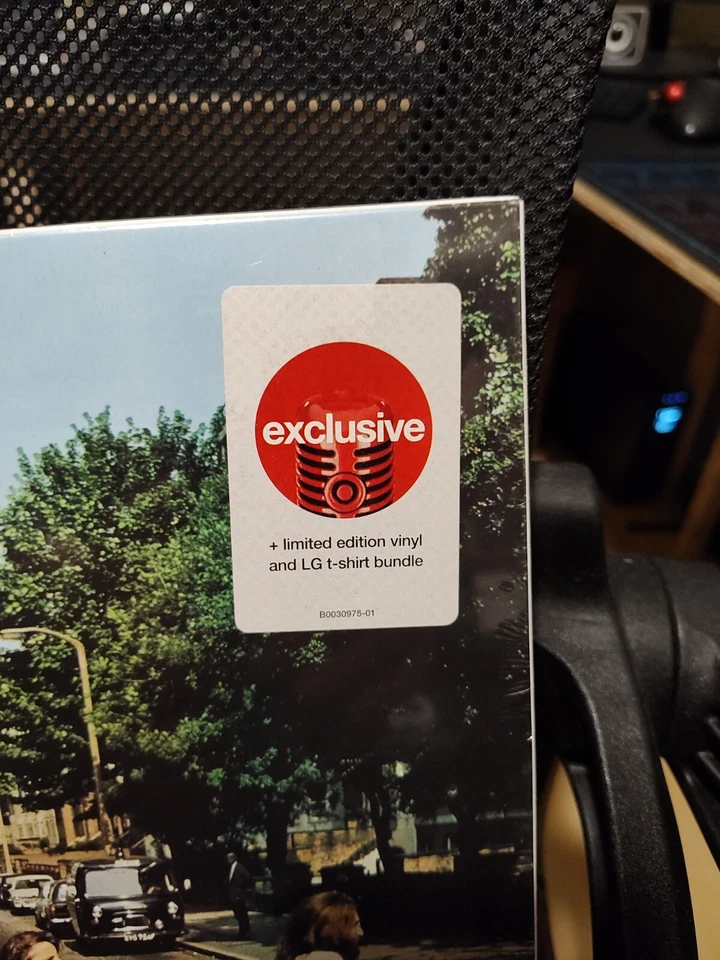 exclusive
+ limited edition vinyl
and LG t-shirt bundle
B0030975-01